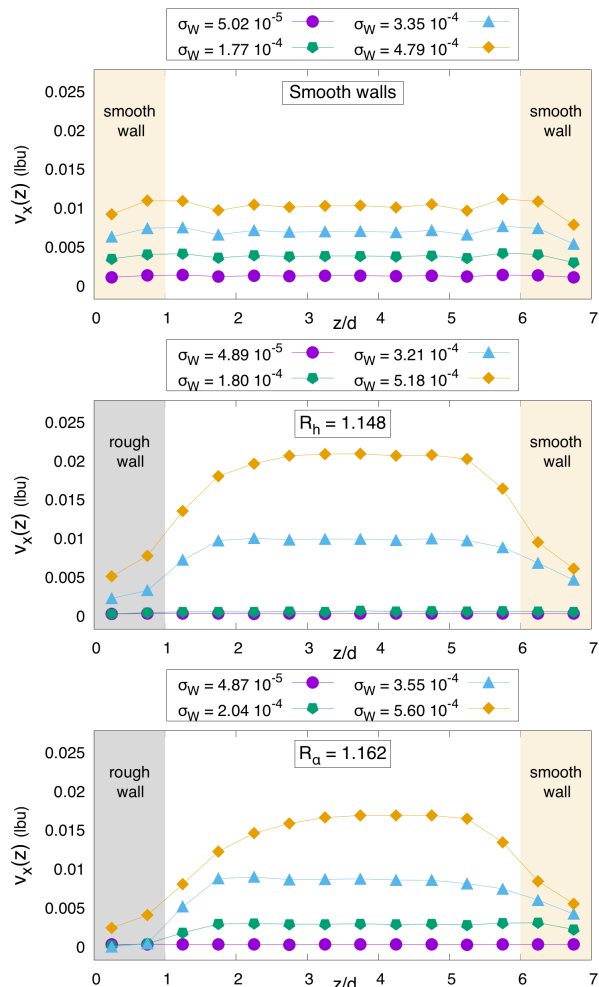 σW = 5.02 10-5 σW = 3.35 10-4
σW = 1.77 10-4 σW = 4.79 10-4
0.025
0.02
0.015
0.01
0.005
0
vx(z) (lbu)
smooth
wall
Smooth walls
smooth
wall
0 1 2 3 4 5 6 7
z/d
σW = 4.89 10-5 σW = 3.21 10-4
σW = 1.80 10-4 σW = 5.18 10-4
0.025
0.02
0.015
0.01
0.005
0
vx(z) (lbu)
rough
wall
Rh = 1.148
smooth
wall
0 1 2 3 4 5 6 7
z/d
σW = 4.87 10-5 σW = 3.55 10-4
σW = 2.04 10-4 σW = 5.60 10-4
0.025
0.02
0.015
0.01
0.005
0
vx(z) (lbu)
rough
wall
Rα = 1.162
smooth
wall
0 1 2 3 4 5 6 7
z/d